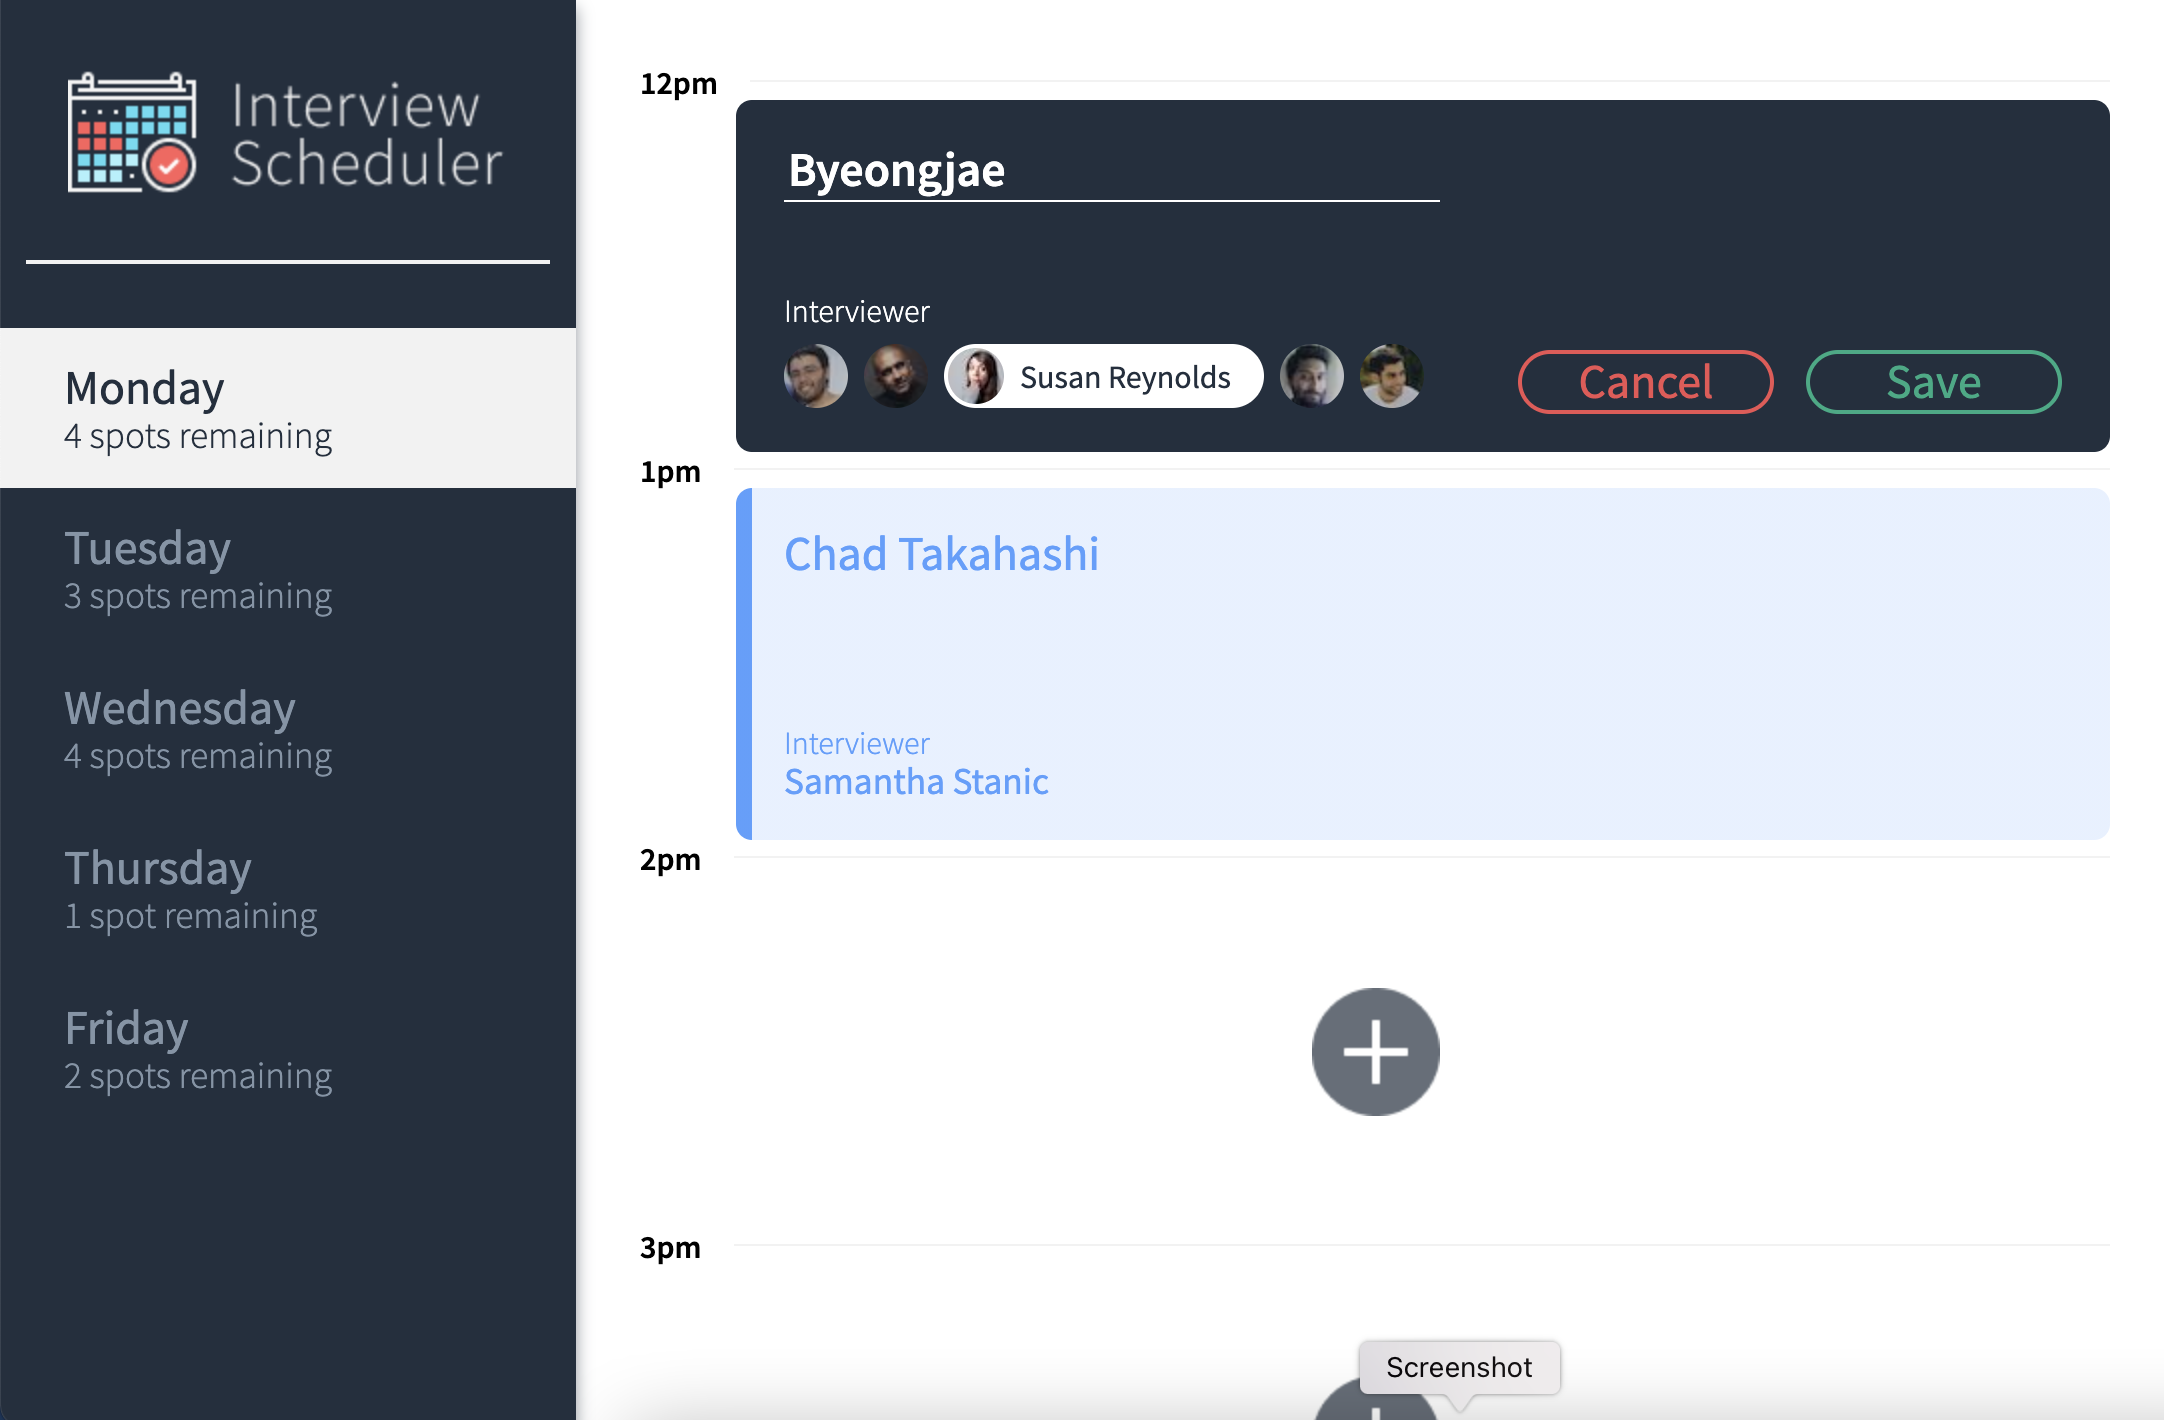 Interview
Scheduler
Monday
4 spots remaining
Tuesday
3 spots remaining
Wednesday
4 spots remaining
Thursday
1 spot remaining
Friday
2 spots remaining
12pm
Byeongjae
Interviewer
Susan Reynolds
Cancel
Save
1pm
Chad Takahashi
Interviewer
Samantha Stanic
2pm
3pm
Screenshot